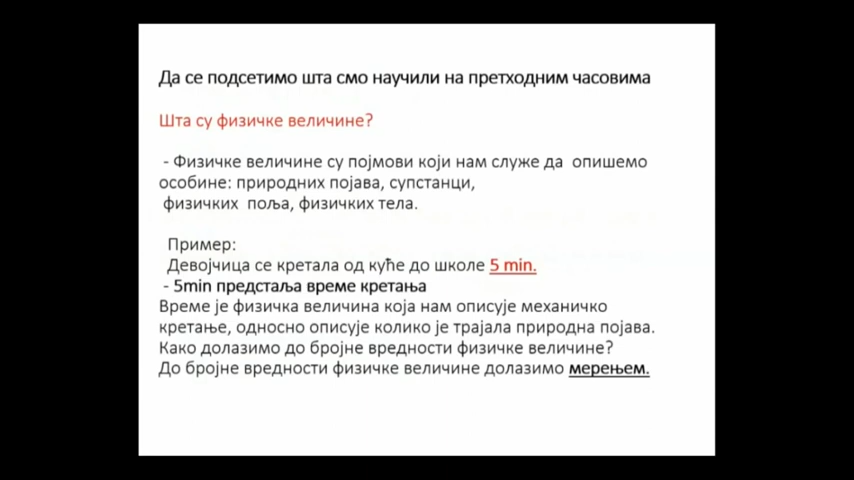 Да се подсетимо шта смо научили на претходним часовима
Шта су физичке величине?
- Физичке величине су појмови који нам служе да опишемо
особине: природних појава, супстанци,
физичких поља, физичких тела.
Пример:
Девојчица се кретала од куће до школе 5 min.
- 5min предстаља време кретања
Време је физичка величина која нам описује механичко
кретање, односно описује колико је трајала природна појава.
Како долазимо до бројне вредности физичке величине?
До бројне вредности физичке величине долазимо мерењем.